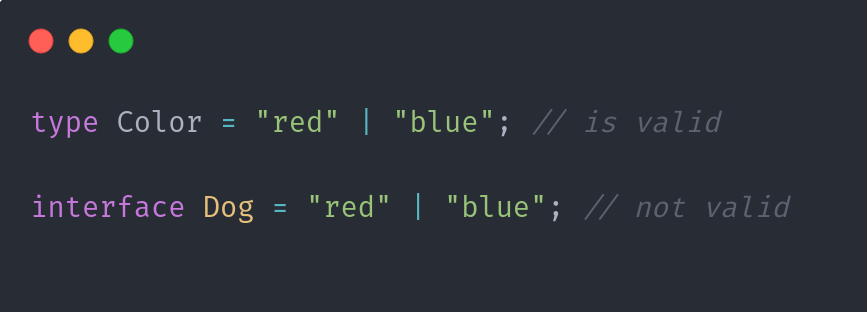 type Color = "red" | "blue"; // is valid
interface Dog = "red" | "blue"; // not valid